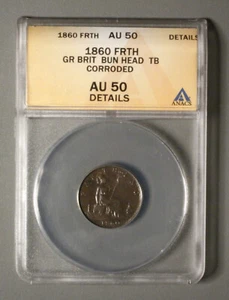 1860 FRTH AU 50 DETAILS
1860 FRTH
GR BRIT BUN HEAD TB
CORRODED
AU 50
DETAILS
ANACS